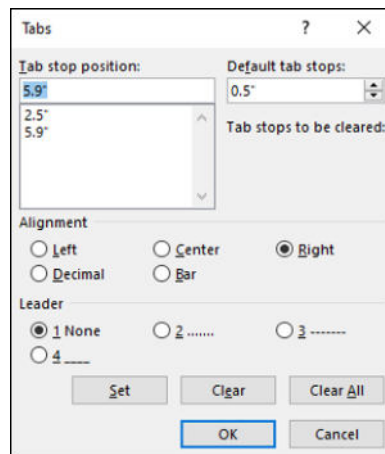 Tabs ? ×
Tab stop position: Default tab stops:
5.9" 0.5"
2.5"
5.9"
Tab stops to be cleared:
Alignment
Left Center Right
Decimal Bar
Leader
1 None 2 ....... 3 -------
4 ____
Set Clear Clear All
OK Cancel